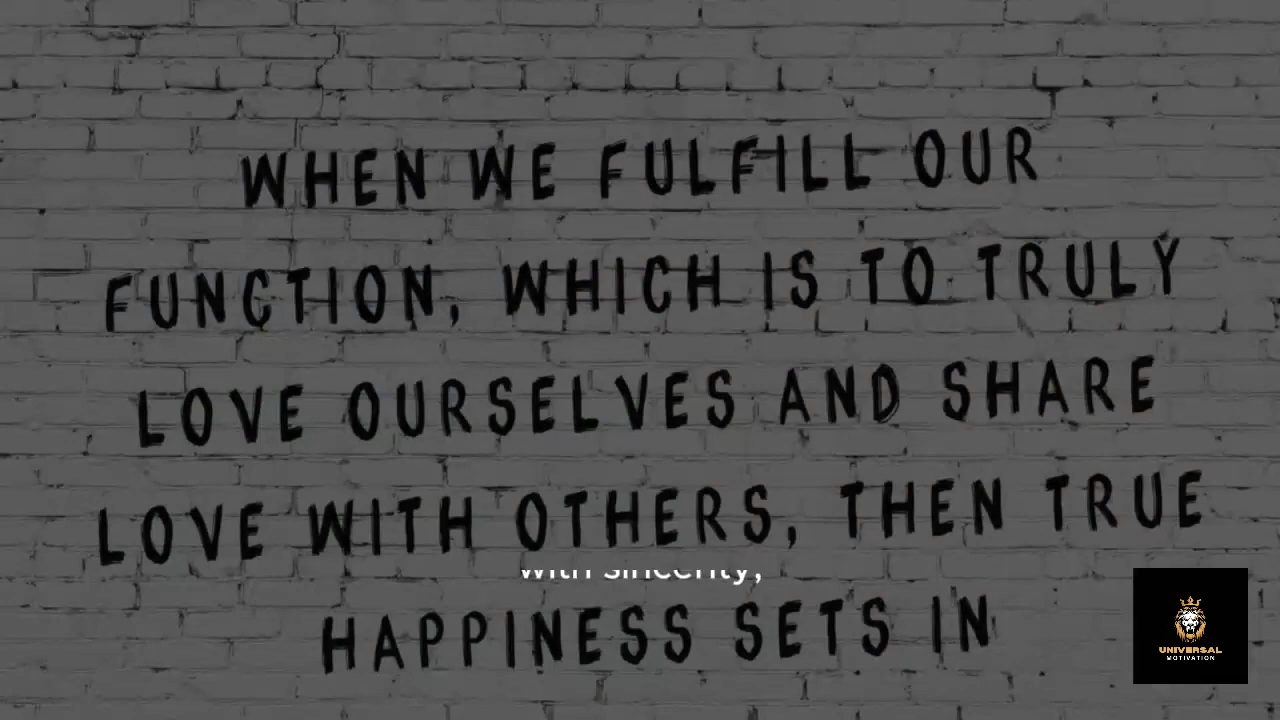 WHEN WE FULFILL OUR
FUNCTION, WHICH IS TO TRULY
LOVE OURSELVES AND SHARE
LOVE WITH OTHERS, THEN TRUE
with sincerity,
HAPPINESS SETS IN
UNIVERSAL
MOTIVATION